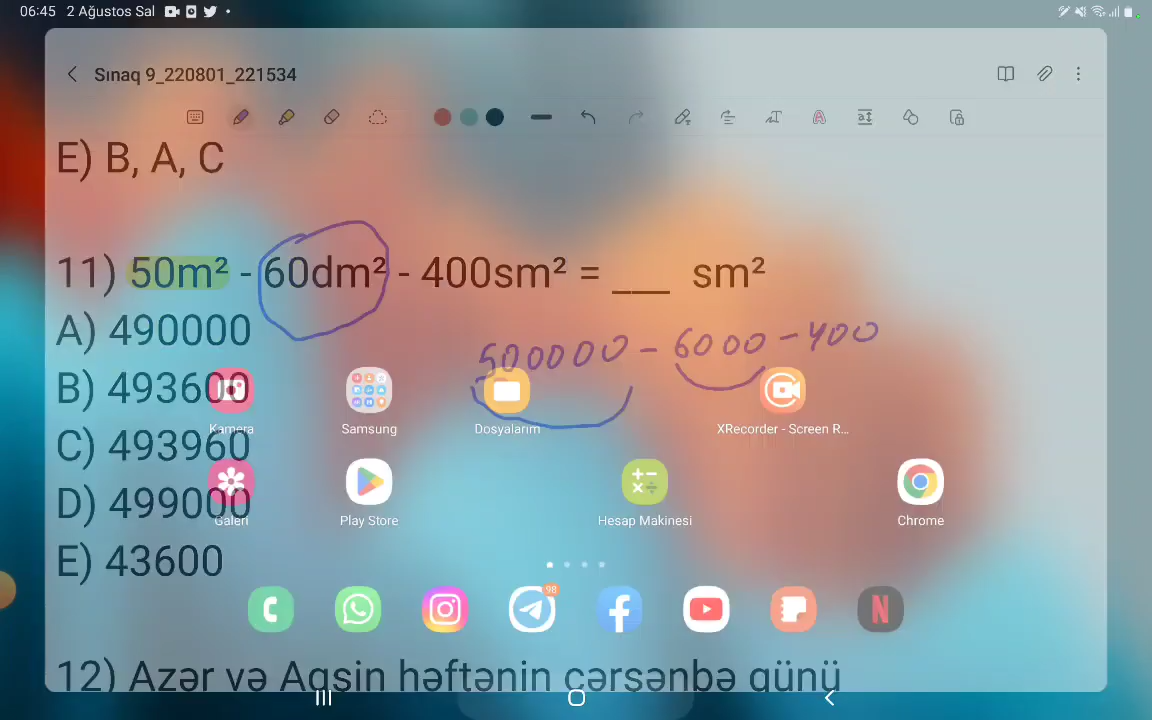 06:45 2 Ağustos Sal
Sınaq 9_220801_221534
E) B, A, C
11) 50m² - 60dm² - 400sm² = ___ sm²
A) 490000
500000 - 6000 - 400
B) 493600
Kamera Samsung Dosyalarım XRecorder - Screen R...
C) 493960
D) 499000
Galeri Play Store Hesap Makinesi Chrome
E) 43600
98
12) Azər və Aqşin həftənin çərşənbə günü